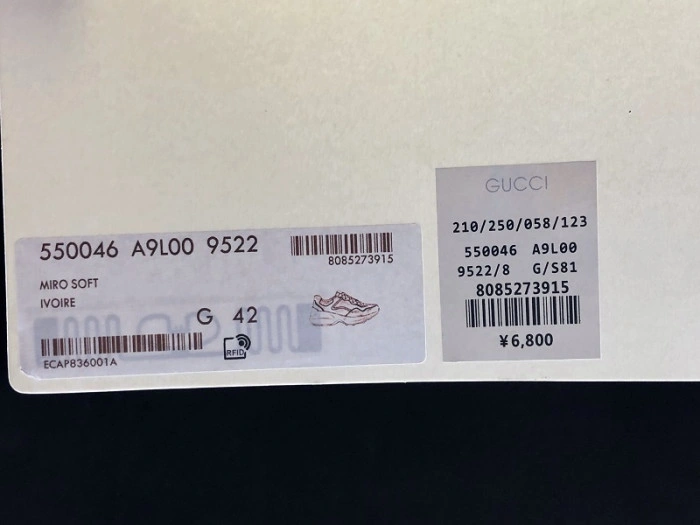 550046 A9L00 9522
8085273915
MIRO SOFT
IVOIRE
G 42
RFID
ECAP836001A
GUCCI
210/250/058/123
550046 A9L00
9522/8 G/S81
8085273915
¥6,800